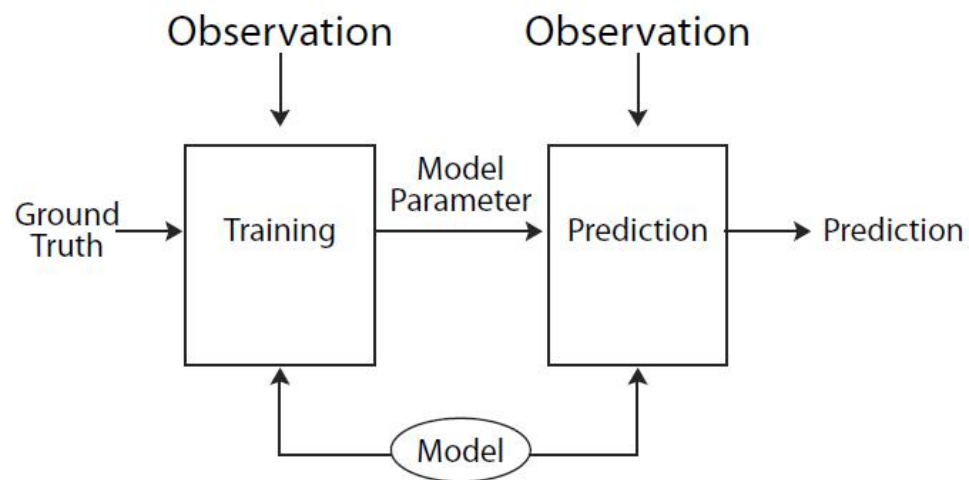 Observation
Observation
Model
Parameter
Ground
Truth
Training
Prediction
Prediction
Model